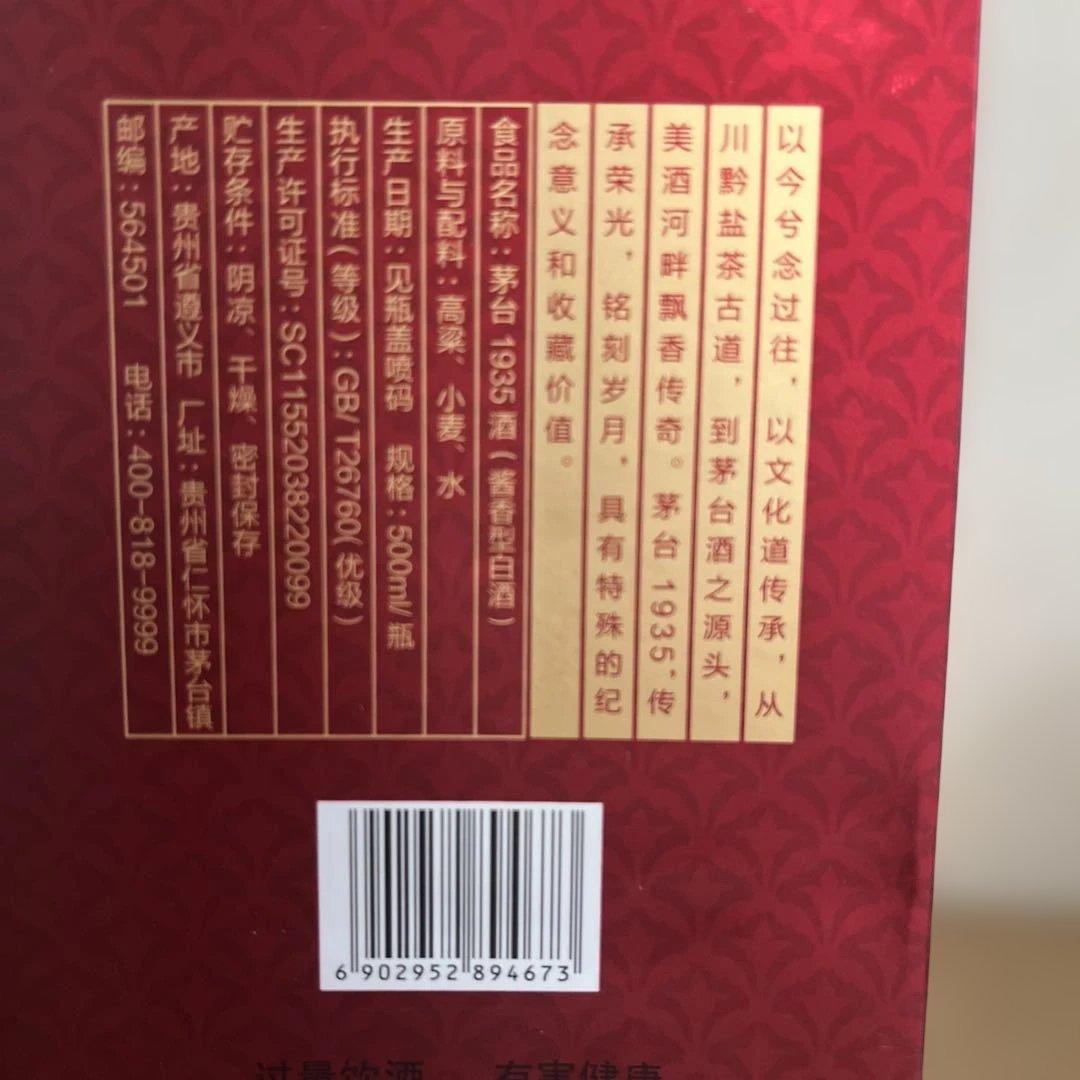 以今兮念过往，以文化道传承，从
川黔盐茶古道，到茅台酒之源头，
美酒河畔飘香传奇。茅台1935“传
承荣光，铭刻岁月，具有特殊的纪
念意义和收藏价值。
食品名称：茅台1935酒（酱香型白酒）
原料与配料：高粱、小麦、水
生产日期：见瓶盖喷码 规格：500ml/瓶
执行标准（等级）：GB/T26760（优级）
生产许可证号：SC11552038220099
贮存条件：阴凉、干燥、密封保存
产地：贵州省遵义市 厂址：贵州省仁怀市茅台镇
邮编：564501 电话：400-818-9999
6 902952 894673
过量饮酒 有害健康